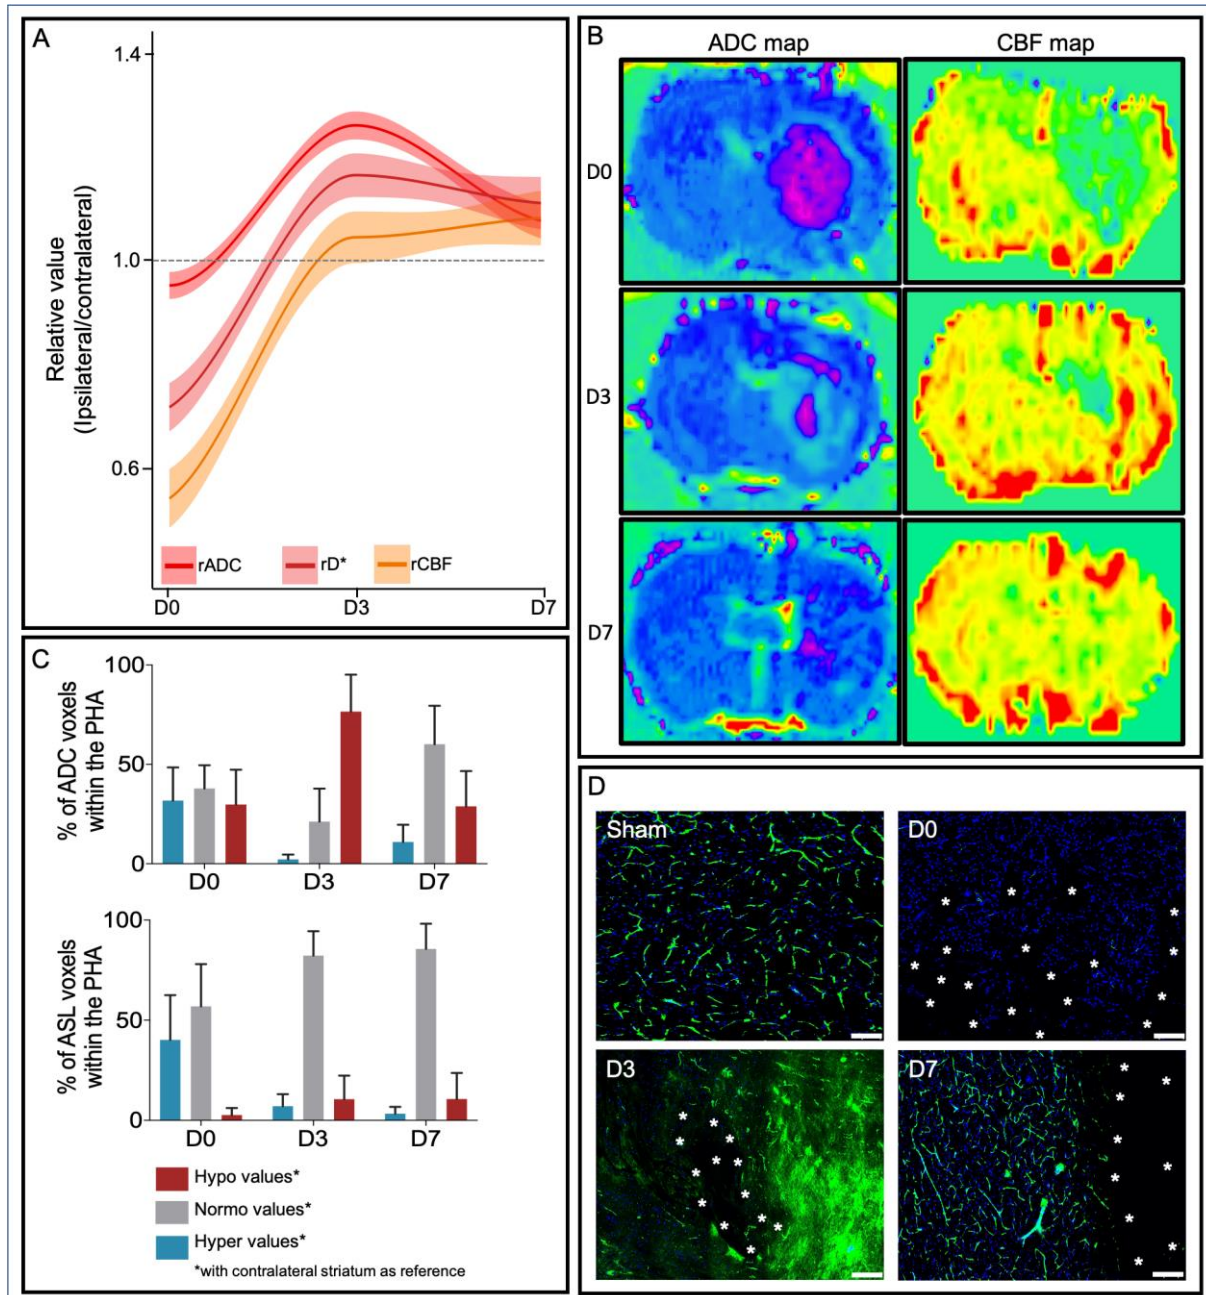 A
1.4
1.0
0.6
Relative value
(Ipsilateral/contralateral)
rADC
rD*
rCBF
D0
D3
D7
B
ADC map
CBF map
D0
D3
D7
C
100
50
0
% of ADC voxels
within the PHA
D0
D3
D7
100
50
0
% of ASL voxels
within the PHA
D0
D3
D7
Hypo values*
Normo values*
Hyper values*
*with contralateral striatum as reference
D
Sham
D0
D3
D7